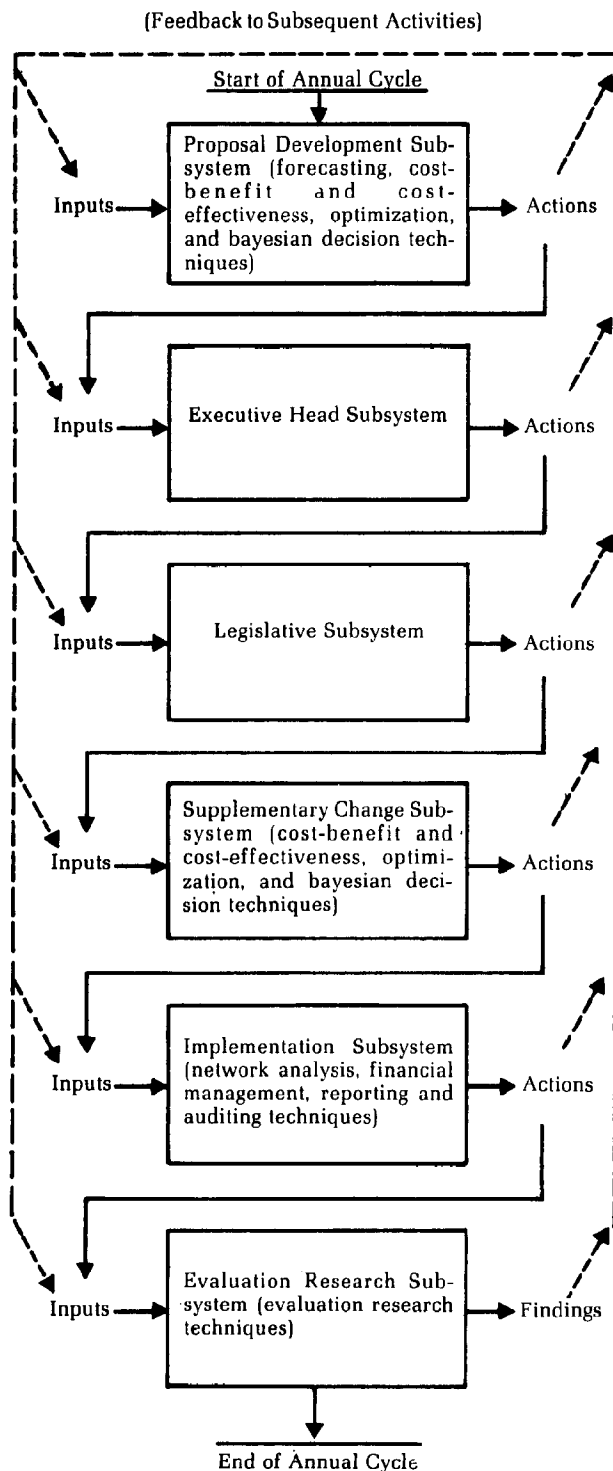 (Feedback to Subsequent Activities)
Start of Annual Cycle
Proposal Development Sub-
system (forecasting, cost-
benefit and cost-
effectiveness, optimization,
and bayesian decision tech-
niques)
Inputs
Actions
Executive Head Subsystem
Inputs
Actions
Legislative Subsystem
Inputs
Actions
Supplementary Change Sub-
system (cost-benefit and
cost-effectiveness, optimi-
zation, and bayesian deci-
sion techniques)
Inputs
Actions
Implementation Subsystem
(network analysis, financial
management, reporting and
auditing techniques)
Inputs
Actions
Evaluation Research Sub-
system (evaluation research
techniques)
Inputs
Findings
End of Annual Cycle